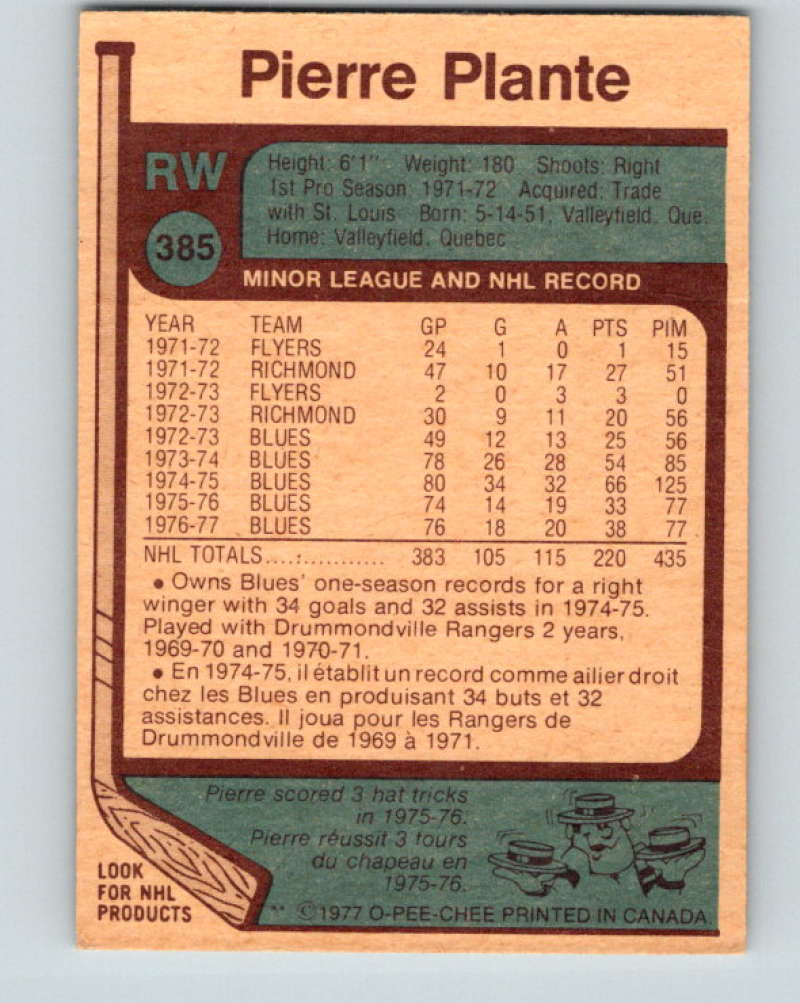 Pierre Plante
RW
385
Height: 6'1" Weight: 180 Shoots: Right
1st Pro Season: 1971-72 Acquired: Trade
with St. Louis Born: 5-14-51, Valleyfield, Que.
Home: Valleyfield, Quebec
MINOR LEAGUE AND NHL RECORD
YEAR TEAM GP G A PTS PIM
1971-72 FLYERS 24 1 0 1 15
1971-72 RICHMOND 47 10 17 27 51
1972-73 FLYERS 2 0 3 3 0
1972-73 RICHMOND 30 9 11 20 56
1972-73 BLUES 49 12 13 25 56
1973-74 BLUES 78 26 28 54 85
1974-75 BLUES 80 34 32 66 125
1975-76 BLUES 74 14 19 33 77
1976-77 BLUES 76 18 20 38 77
NHL TOTALS................. 383 105 115 220 435
• Owns Blues' one-season records for a right
winger with 34 goals and 32 assists in 1974-75.
Played with Drummondville Rangers 2 years,
1969-70 and 1970-71.
• En 1974-75, il établit un record comme ailier droit
chez les Blues en produisant 34 buts et 32
assistances. Il joua pour les Rangers de
Drummondville de 1969 à 1971.
Pierre scored 3 hat tricks
in 1975-76.
Pierre réussit 3 tours
du chapeau en
1975-76.
LOOK
FOR NHL
PRODUCTS
** ©1977 O-PEE-CHEE PRINTED IN CANADA.